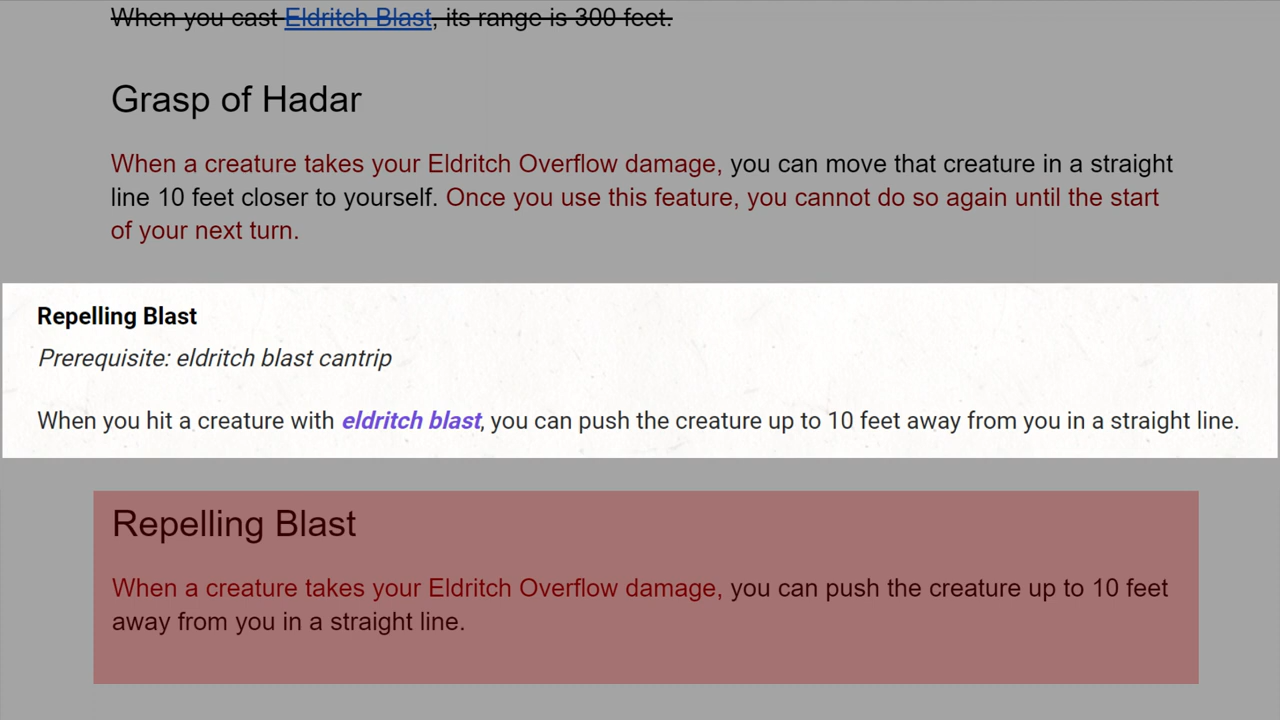 When you cast Eldritch Blast, its range is 300 feet.
Grasp of Hadar
When a creature takes your Eldritch Overflow damage, you can move that creature in a straight
line 10 feet closer to yourself. Once you use this feature, you cannot do so again until the start
of your next turn.
Repelling Blast
Prerequisite: eldritch blast cantrip
When you hit a creature with eldritch blast, you can push the creature up to 10 feet away from you in a straight line.
Repelling Blast
When a creature takes your Eldritch Overflow damage, you can push the creature up to 10 feet
away from you in a straight line.